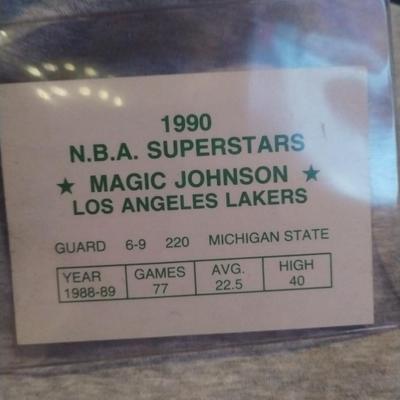 1990
N.B.A. SUPERSTARS
★ MAGIC JOHNSON ★
LOS ANGELES LAKERS
GUARD 6-9 220 MICHIGAN STATE
YEAR GAMES AVG. HIGH
1988-89 77 22.5 40